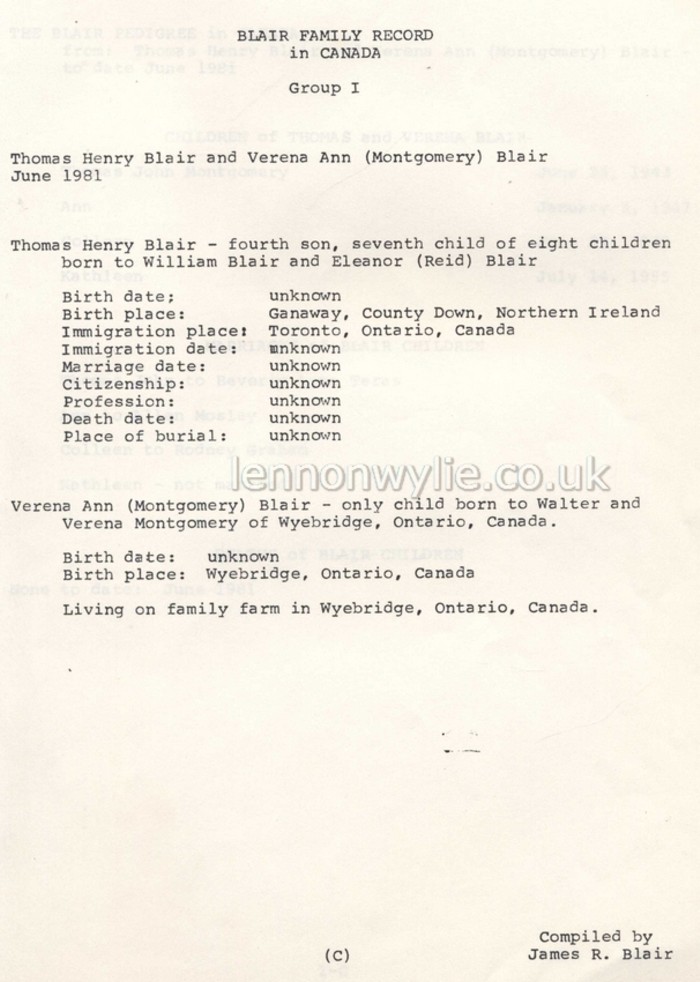 BLAIR FAMILY RECORD
in CANADA
Group I
Thomas Henry Blair and Verena Ann (Montgomery) Blair
June 1981
Thomas Henry Blair - fourth son, seventh child of eight children
born to William Blair and Eleanor (Reid) Blair
Birth date; unknown
Birth place: Ganaway, County Down, Northern Ireland
Immigration place: Toronto, Ontario, Canada
Immigration date: unknown
Marriage date: unknown
Citizenship: unknown
Profession: unknown
Death date: unknown
Place of burial: unknown
lennonwylie.co.uk
Verena Ann (Montgomery) Blair - only child born to Walter and
Verena Montgomery of Wyebridge, Ontario, Canada.
Birth date: unknown
Birth place: Wyebridge, Ontario, Canada
Living on family farm in Wyebridge, Ontario, Canada.
Compiled by
(C) James R. Blair